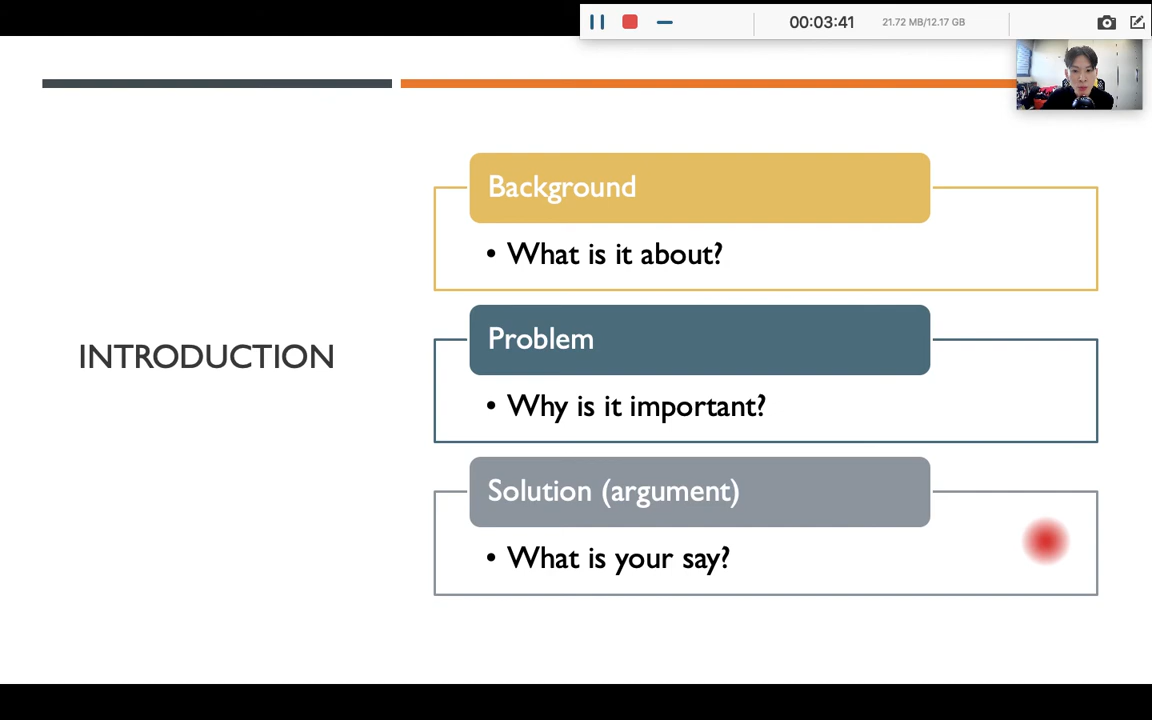 00:03:41
21.72 MB/12.17 GB
Background
• What is it about?
Problem
• Why is it important?
INTRODUCTION
Solution (argument)
• What is your say?